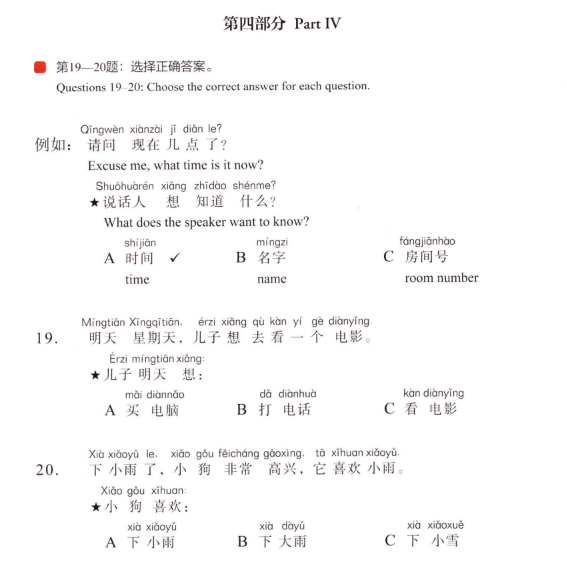 第四部分 Part IV
第19—20题：选择正确答案。
Questions 19–20: Choose the correct answer for each question.
Qǐngwèn xiànzài jǐ diǎn le?
例如： 请问 现在 几 点 了？
Excuse me, what time is it now?
Shuōhuàrén xiǎng zhīdào shénme?
★说话人 想 知道 什么？
What does the speaker want to know?
shíjiān míngzi fángjiānhào
A 时间 ✓ B 名字 C 房间号
time name room number
Míngtiān Xīngqītiān, érzi xiǎng qù kàn yí gè diànyǐng.
19. 明天 星期天，儿子 想 去 看 一 个 电影。
Érzi míngtiān xiǎng:
★儿子 明天 想：
mǎi diànnǎo dǎ diànhuà kàn diànyǐng
A 买 电脑 B 打 电话 C 看 电影
Xià xiǎoyǔ le, xiǎo gǒu fēicháng gāoxìng, tā xǐhuan xiǎoyǔ.
20. 下 小雨 了，小 狗 非常 高兴，它 喜欢 小雨。
Xiǎo gǒu xǐhuan:
★小 狗 喜欢：
xià xiǎoyǔ xià dàyǔ xià xiǎoxuě
A 下 小雨 B 下 大雨 C 下 小雪